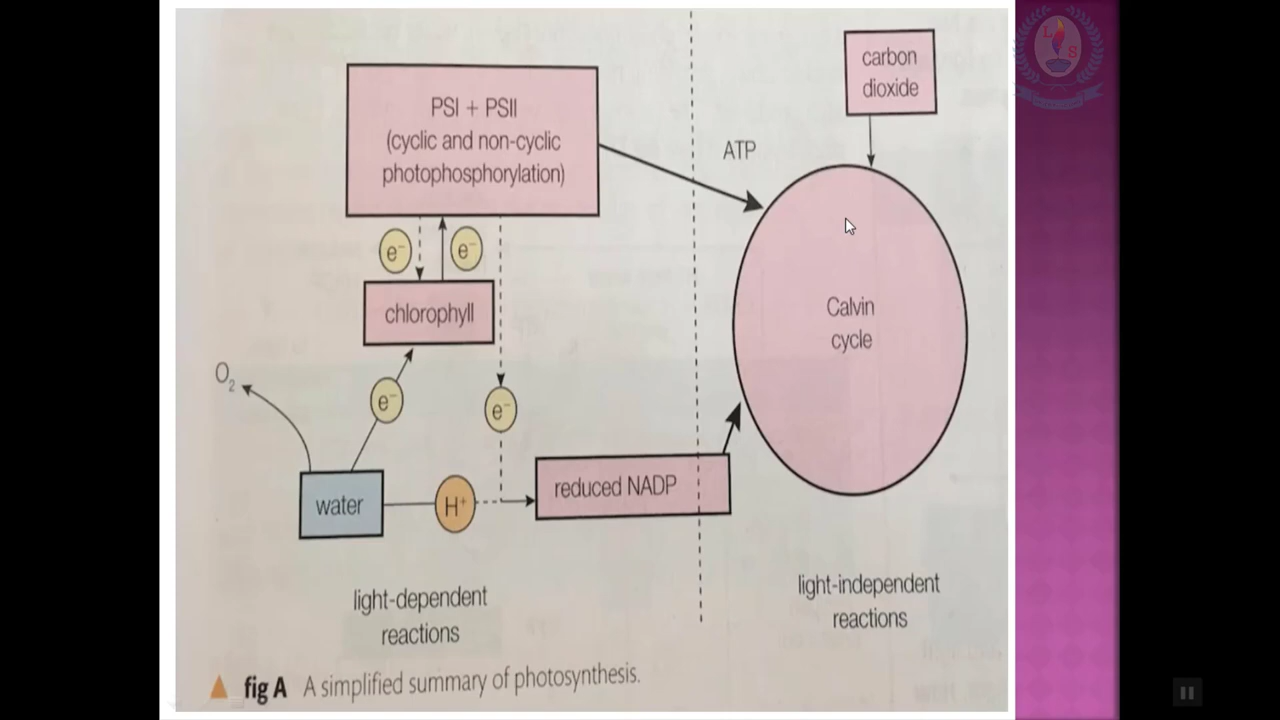 PSI + PSII
(cyclic and non-cyclic
photophosphorylation)
ATP
carbon
dioxide
e⁻
e⁻
chlorophyll
Calvin
cycle
O₂
e⁻
e⁻
water
H⁺
reduced NADP
light-dependent
reactions
light-independent
reactions
fig A A simplified summary of photosynthesis.
L
S